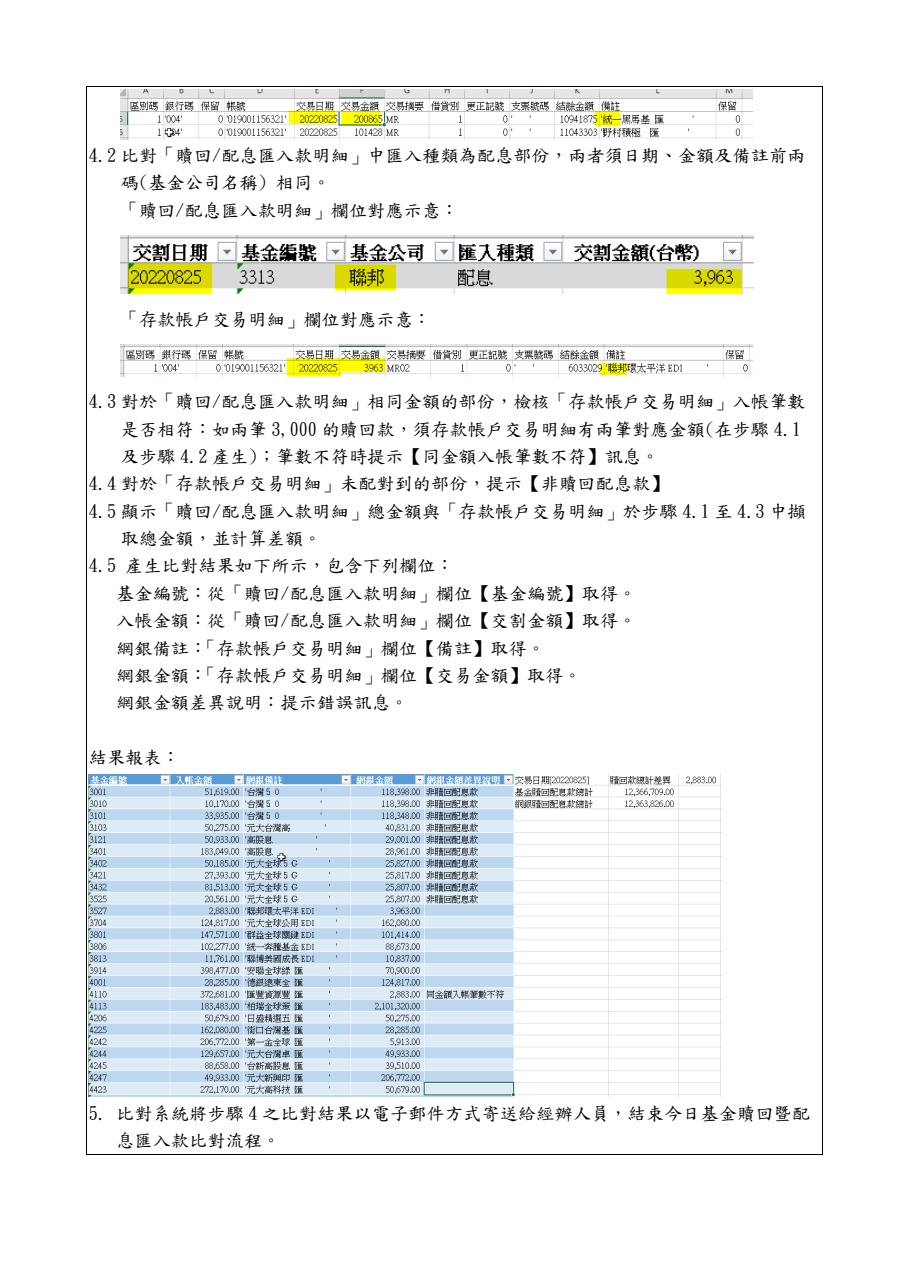 A B C D E F G H I J K L M
區別碼 銀行碼 保留 帳號 交易日期 交易金額 交易摘要 借貸別 更正記號 支票號碼 結餘金額 備註 保留
1 '004' 0 '019001156321' 20220825 200865 MR 1 0 ' ' 10941875 '統一黑馬基 匯 ' 0
1 '004' 0 '019001156321' 20220825 101428 MR 1 0 ' ' 11043303 '野村積極 匯 ' 0
4.2 比對「贖回/配息匯入款明細」中匯入種類為配息部份，兩者須日期、金額及備註前兩
碼(基金公司名稱) 相同。
「贖回/配息匯入款明細」欄位對應示意：
交割日期 基金編號 基金公司 匯入種類 交割金額(台幣)
20220825 3313 聯邦 配息 3,963
「存款帳戶交易明細」欄位對應示意：
區別碼 銀行碼 保留 帳號 交易日期 交易金額 交易摘要 借貸別 更正記號 支票號碼 結餘金額 備註 保留
1 '004' 0 '019001156321' 20220825 3963 MR02 1 0 ' ' 6033029 '聯邦環太平洋 EDI ' 0
4.3 對於「贖回/配息匯入款明細」相同金額的部份，檢核「存款帳戶交易明細」入帳筆數
是否相符：如兩筆 3,000 的贖回款，須存款帳戶交易明細有兩筆對應金額(在步驟 4.1
及步驟 4.2 產生)；筆數不符時提示【同金額入帳筆數不符】訊息。
4.4 對於「存款帳戶交易明細」未配對到的部份，提示【非贖回配息款】
4.5 顯示「贖回/配息匯入款明細」總金額與「存款帳戶交易明細」於步驟 4.1 至 4.3 中擷
取總金額，並計算差額。
4.5 產生比對結果如下所示，包含下列欄位：
基金編號：從「贖回/配息匯入款明細」欄位【基金編號】取得。
入帳金額：從「贖回/配息匯入款明細」欄位【交割金額】取得。
網銀備註：「存款帳戶交易明細」欄位【備註】取得。
網銀金額：「存款帳戶交易明細」欄位【交易金額】取得。
網銀金額差異說明：提示錯誤訊息。
結果報表：
基金編號 入帳金額 網銀備註 網銀金額 網銀金額差異說明 交易日期[20220825] 贖回款總計差異 2,883.00
3001 51,619.00 '台灣５０ ' 118,398.00 非贖回配息款 基金贖回配息款總計 12,366,709.00
3010 10,170.00 '台灣５０ ' 118,398.00 非贖回配息款 網銀贖回配息款總計 12,363,826.00
3101 33,935.00 '台灣５０ ' 118,348.00 非贖回配息款
3103 50,275.00 '元大台灣高 ' 40,831.00 非贖回配息款
3121 50,933.00 '高股息 ' 29,001.00 非贖回配息款
3401 183,049.00 '高股息 ' 28,961.00 非贖回配息款
3402 50,185.00 '元大全球５Ｇ ' 25,827.00 非贖回配息款
3421 27,393.00 '元大全球５Ｇ ' 25,817.00 非贖回配息款
3432 81,513.00 '元大全球５Ｇ ' 25,807.00 非贖回配息款
3525 20,561.00 '元大全球５Ｇ ' 25,807.00 非贖回配息款
3527 2,883.00 '聯邦環太平洋 EDI ' 3,963.00
3704 124,817.00 '元大全球公用 EDI ' 162,080.00
3801 147,571.00 '群益全球關鍵 EDI ' 101,414.00
3806 102,277.00 '統一奔騰基金 EDI ' 88,673.00
3813 11,761.00 '聯博美國成長 EDI ' 10,837.00
3914 398,477.00 '安聯全球綠 匯 ' 70,900.00
4001 28,285.00 '德銀遠東金 匯 ' 124,817.00
4110 372,681.00 '匯豐資源豐 匯 ' 2,883.00 同金額入帳筆數不符
4113 183,483.00 '柏瑞全球策 匯 ' 2,101,320.00
4206 50,679.00 '日盛精選五 匯 ' 50,275.00
4225 162,080.00 '街口台灣基 匯 ' 28,285.00
4242 206,772.00 '第一金全球 匯 ' 5,913.00
4244 129,657.00 '元大台灣卓 匯 ' 49,933.00
4245 88,658.00 '台新高股息 匯 ' 39,510.00
4247 49,933.00 '元大新興印 匯 ' 206,772.00
4423 272,170.00 '元大高科技 匯 ' 50,679.00
5. 比對系統將步驟 4 之比對結果以電子郵件方式寄送給經辦人員，結束今日基金贖回暨配
息匯入款比對流程。